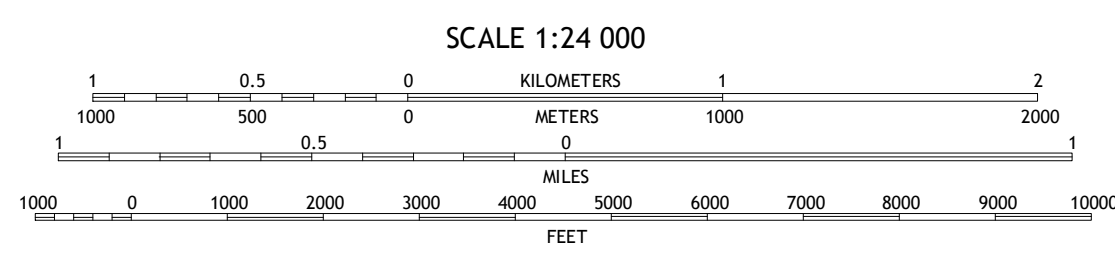 SCALE 1:24 000
1 0.5 0 KILOMETERS 1 2
1000 500 0 METERS 1000 2000
1 0.5 0 1
MILES
1000 0 1000 2000 3000 4000 5000 6000 7000 8000 9000 10000
FEET